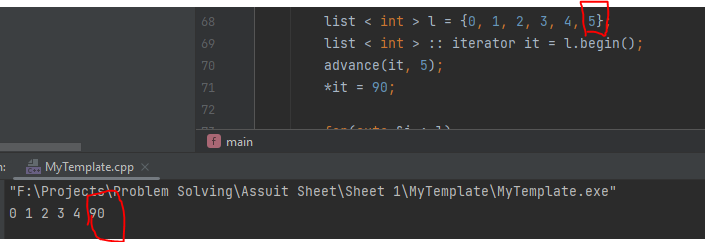 68 list < int > l = {0, 1, 2, 3, 4, 5};
69 list < int > :: iterator it = l.begin();
70 advance(it, 5);
71 *it = 90;
72
f main
MyTemplate.cpp ×
"F:\Projects\Problem Solving\Assuit Sheet\Sheet 1\MyTemplate\MyTemplate.exe"
0 1 2 3 4 90